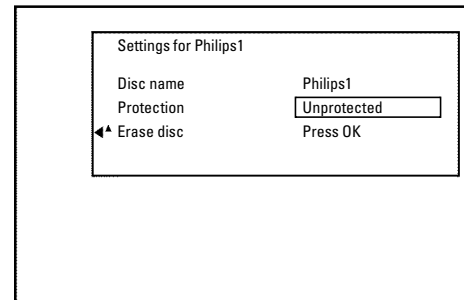 Settings for Philips1
Disc name Philips1
Protection Unprotected
Erase disc Press OK